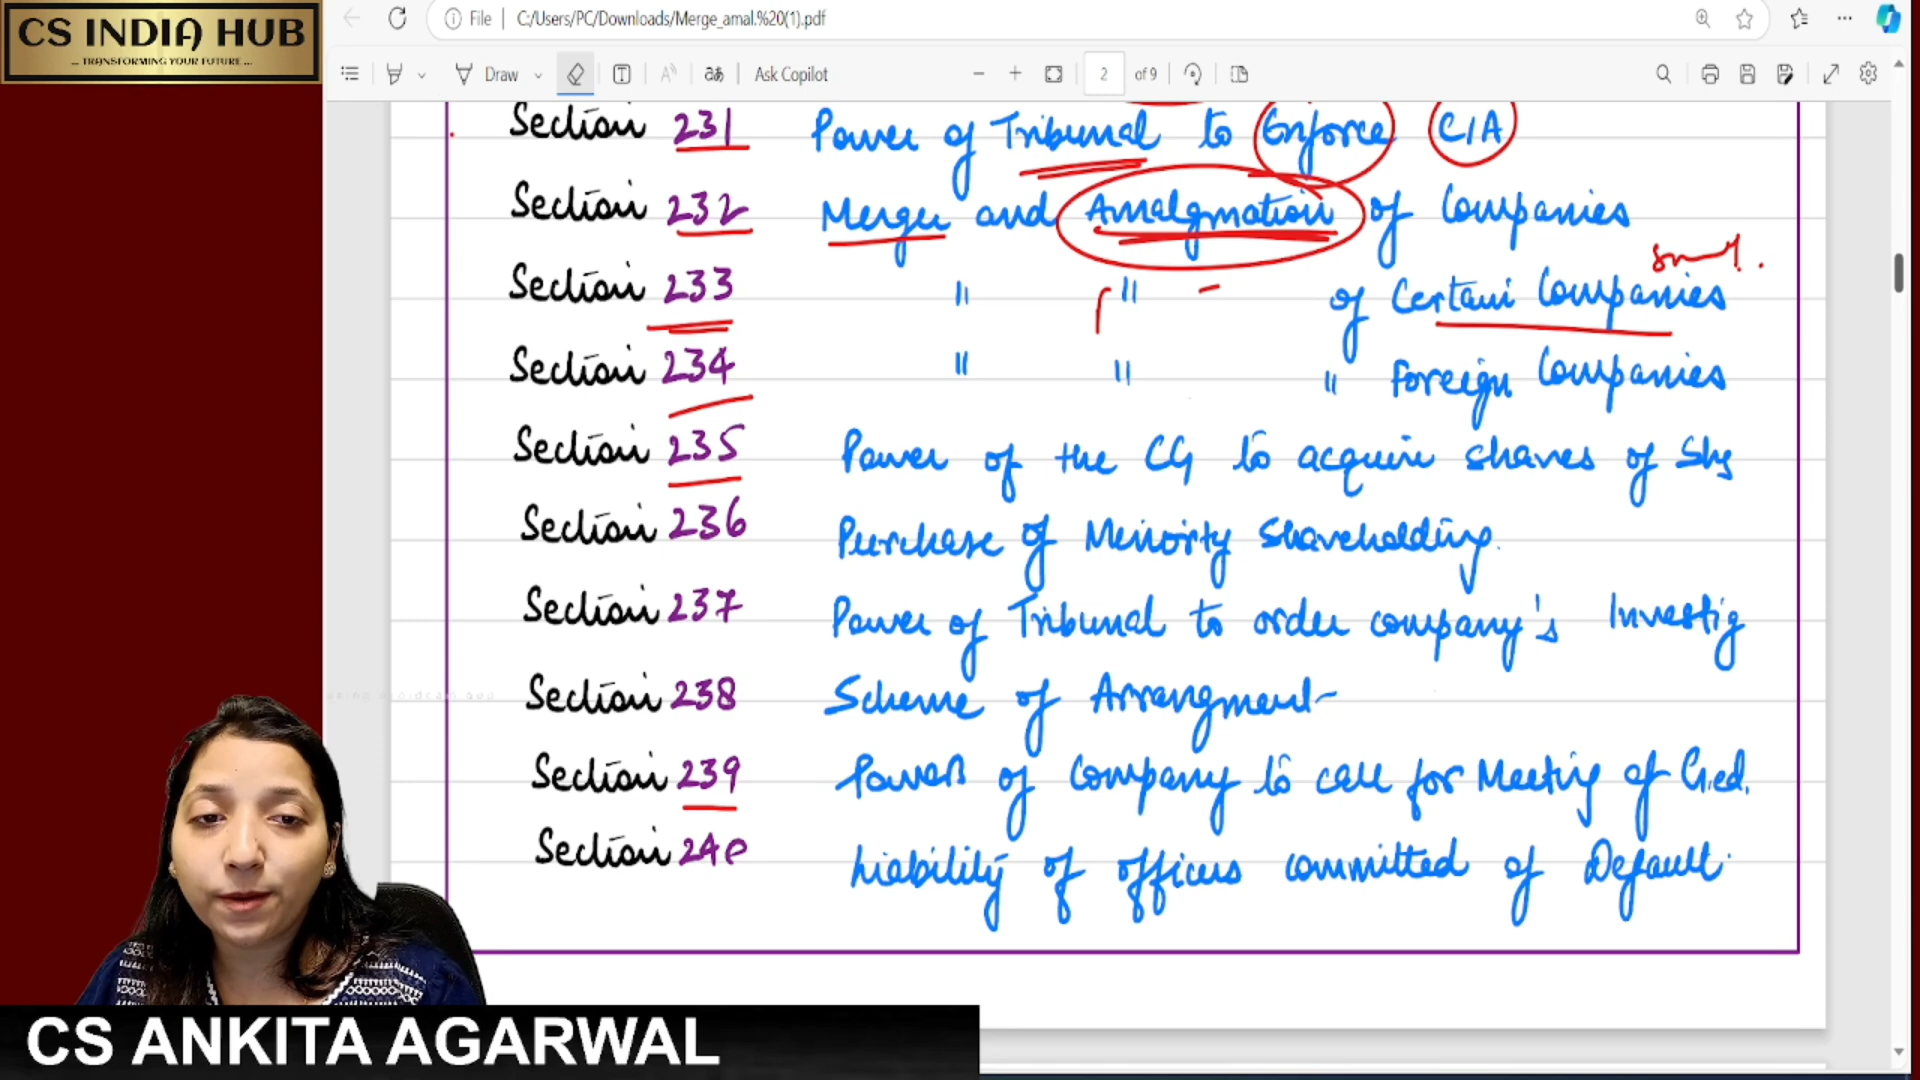 CS INDIA HUB
... TRANSFORMING YOUR FUTURE ...
File C:/Users/PC/Downloads/Merge_amal.%20(1).pdf
Draw Ask Copilot 2 of 9
Section 231 Power of Tribunal to Enforce C/A
Section 232 Merger and Amalgmation of Companies
small.
Section 233 " " of Certain Companies
Section 234 " " " Foreign Companies
Section 235 Power of the CG to acquire shares of Shs
Section 236 Purchase of Minority Shareholding.
Section 237 Power of Tribunal to order company's Investig
Section 238 Scheme of Arrangment
Section 239 Powers of Company to call for Meeting of Cred.
Section 240 Liability of officers committed of Default.
CS ANKITA AGARWAL